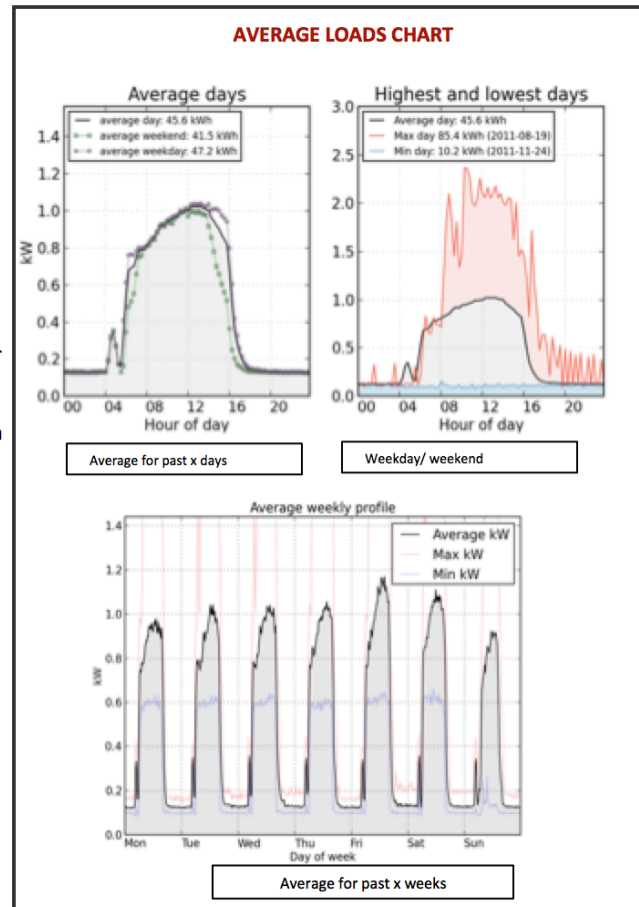 AVERAGE LOADS CHART
Average days
kW
1.4
1.2
1.0
0.8
0.6
0.4
0.2
0.0
average day: 45.6 kWh
average weekend: 41.5 kWh
average weekday: 47.2 kWh
00 04 08 12 16 20
Hour of day
Average for past x days
Highest and lowest days
3.0
2.5
2.0
1.5
1.0
0.5
0.0
Average day: 45.6 kWh
Max day 85.4 kWh (2011-08-19)
Min day: 10.2 kWh (2011-11-24)
00 04 08 12 16 20
Hour of day
Weekday/ weekend
Average weekly profile
kW
1.4
1.2
1.0
0.8
0.6
0.4
0.2
0.0
Average kW
Max kW
Min kW
Mon Tue Wed Thu Fri Sat Sun
Day of week
Average for past x weeks